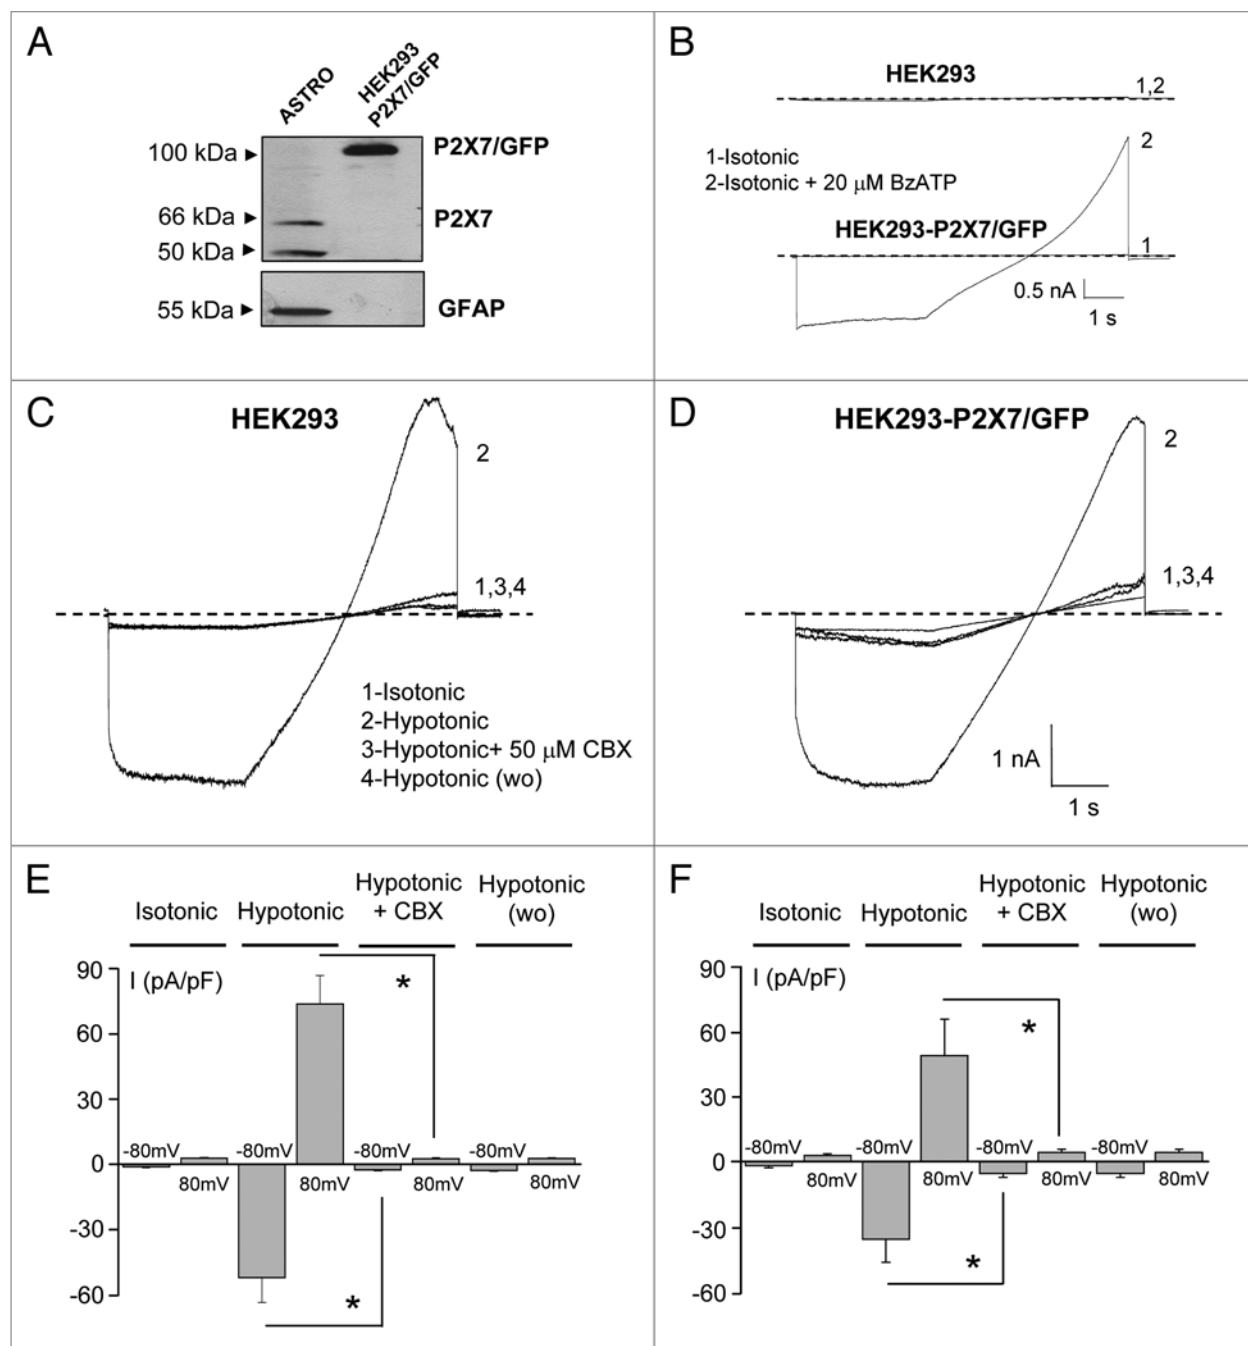 A
ASTRO
HEK293
P2X7/GFP
100 kDa
P2X7/GFP
66 kDa
P2X7
50 kDa
55 kDa
GFAP
B
HEK293
1,2
1-Isotonic
2-Isotonic + 20 μM BzATP
2
HEK293-P2X7/GFP
1
0.5 nA
1 s
C
HEK293
2
1,3,4
1-Isotonic
2-Hypotonic
3-Hypotonic+ 50 μM CBX
4-Hypotonic (wo)
D
HEK293-P2X7/GFP
2
1,3,4
1 nA
1 s
E
Isotonic
Hypotonic
Hypotonic
+ CBX
Hypotonic
(wo)
I (pA/pF)
90
60
30
0
-30
-60
-80mV
80mV
-80mV
80mV
-80mV
80mV
-80mV
80mV
*
*
F
Isotonic
Hypotonic
Hypotonic
+ CBX
Hypotonic
(wo)
I (pA/pF)
90
60
30
0
-30
-60
-80mV
80mV
-80mV
80mV
-80mV
80mV
-80mV
80mV
*
*